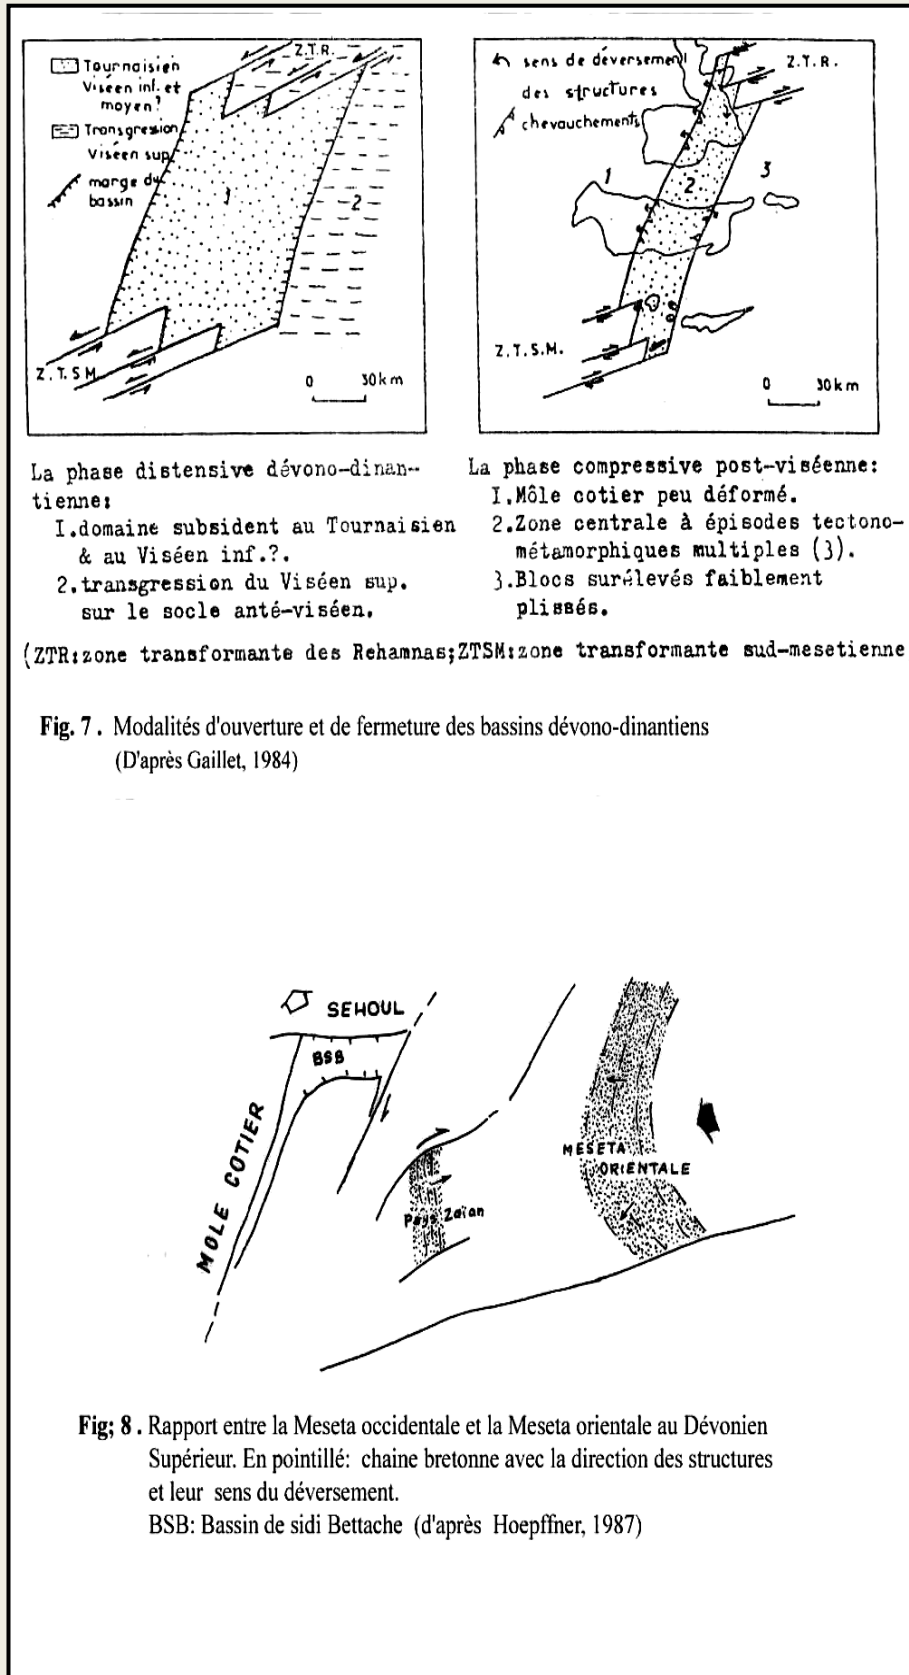 Z.T.R.
Tournaisien
Viséen inf. et
moyen?
Transgression
Viséen sup
marge du
bassin
1
2
Z.T.S M.
0 30km
sens de déversement
des structures
chevauchements
Z.T.R.
1
2
3
Z.T.S.M.
0 30km
La phase distensive dévono-dinan-
tienne:
I.domaine subsident au Tournaisien
& au Viséen inf.?.
2.transgression du Viséen sup.
sur le socle anté-viséen.
La phase compressive post-viséenne:
I.Môle cotier peu déformé.
2.Zone centrale à épisodes tectono-
métamorphiques multiples (3).
3.Blocs surélevés faiblement
plissés.
(ZTR:zone transformante des Rehamnas;ZTSM:zone transformante sud-mesetienne
Fig. 7 . Modalités d'ouverture et de fermeture des bassins dévono-dinantiens
(D'après Gaillet, 1984)
SEHOUL
BSB
MOLE COTIER
Pays Zaïan
MESETA
ORIENTALE
Fig; 8 . Rapport entre la Meseta occidentale et la Meseta orientale au Dévonien
Supérieur. En pointillé: chaine bretonne avec la direction des structures
et leur sens du déversement.
BSB: Bassin de sidi Bettache (d'après Hoepffner, 1987)